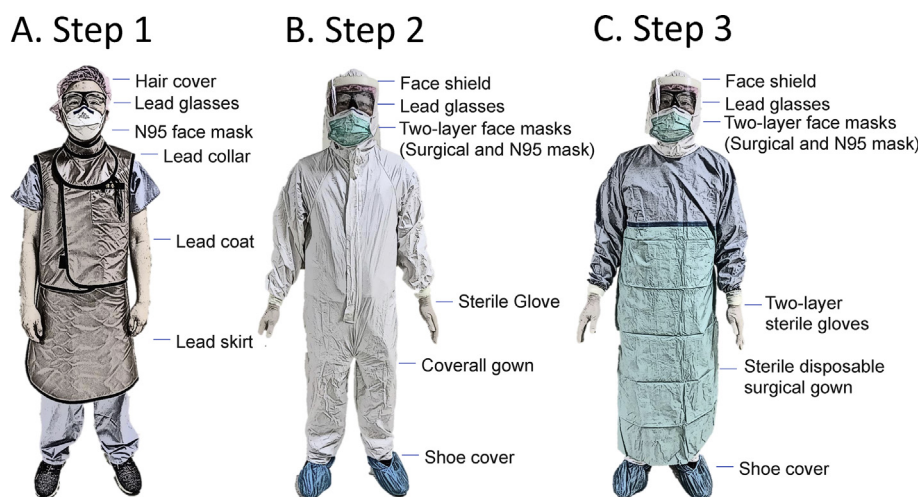 A. Step 1
Hair cover
Lead glasses
N95 face mask
Lead collar
Lead coat
Lead skirt
B. Step 2
Face shield
Lead glasses
Two-layer face masks
(Surgical and N95 mask)
Sterile Glove
Coverall gown
Shoe cover
C. Step 3
Face shield
Lead glasses
Two-layer face masks
(Surgical and N95 mask)
Two-layer
sterile gloves
Sterile disposable
surgical gown
Shoe cover